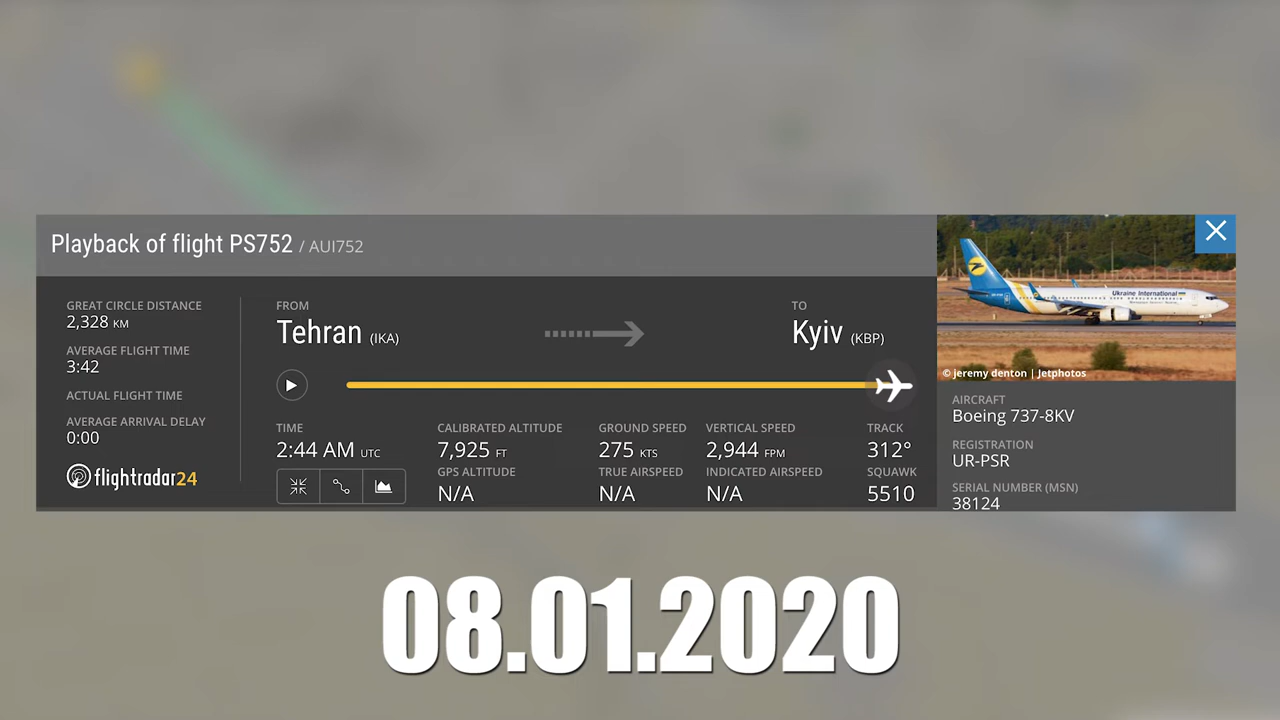 Playback of flight PS752 / AUI752
GREAT CIRCLE DISTANCE
2,328 KM
AVERAGE FLIGHT TIME
3:42
ACTUAL FLIGHT TIME
AVERAGE ARRIVAL DELAY
0:00
flightradar24
FROM
Tehran (IKA)
TO
Kyiv (KBP)
TIME
2:44 AM UTC
CALIBRATED ALTITUDE
7,925 FT
GPS ALTITUDE
N/A
GROUND SPEED
275 KTS
TRUE AIRSPEED
N/A
VERTICAL SPEED
2,944 FPM
INDICATED AIRSPEED
N/A
TRACK
312°
SQUAWK
5510
Ukraine International
© jeremy denton | Jetphotos
AIRCRAFT
Boeing 737-8KV
REGISTRATION
UR-PSR
SERIAL NUMBER (MSN)
38124
08.01.2020